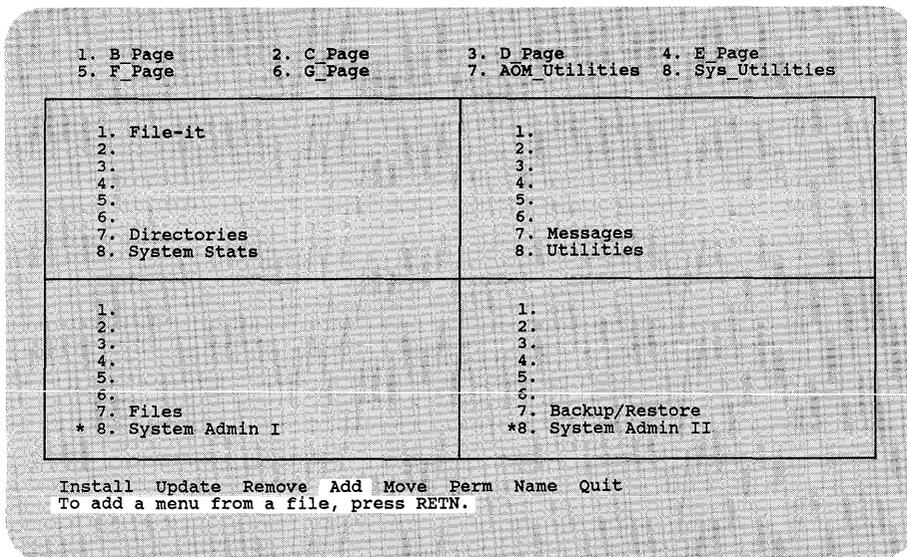 1. B_Page 2. C_Page 3. D_Page 4. E_Page
5. F_Page 6. G_Page 7. AOM_Utilities 8. Sys_Utilities
1. File-it
2.
3.
4.
5.
6.
7. Directories
8. System Stats
1.
2.
3.
4.
5.
6.
7. Messages
8. Utilities
1.
2.
3.
4.
5.
6.
7. Files
* 8. System Admin I
1.
2.
3.
4.
5.
6.
7. Backup/Restore
*8. System Admin II
Install Update Remove Add Move Perm Name Quit
To add a menu from a file, press RETN.